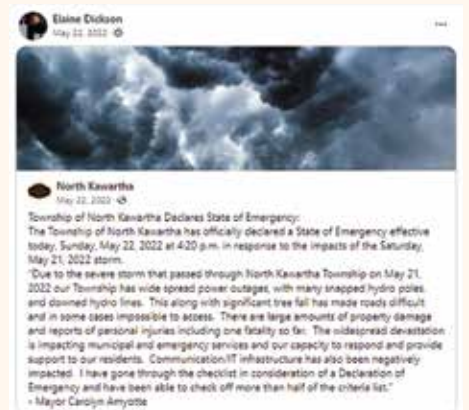 Elaine Dickson
May 22, 2022
North Kawartha
May 22, 2022
Township of North Kawartha Declares State of Emergency:
The Township of North Kawartha has officially declared a State of Emergency effective
today, Sunday, May 22, 2022 at 4:20 p.m. in response to the impacts of the Saturday,
May 21, 2022 storm.
"Due to the severe storm that passed through North Kawartha Township on May 21,
2022 our Township has wide spread power outages, with many snapped hydro poles
and downed hydro lines. This along with significant tree fall has made roads difficult
and in some cases impossible to access. There are large amounts of property damage
and reports of personal injuries including one fatality so far. The widespread devastation
is impacting municipal and emergency services and our capacity to respond and provide
support to our residents. Communication/IT infrastructure has also been negatively
impacted. I have gone through the checklist in consideration of a Declaration of
Emergency and have been able to check off more than half of the criteria list."
- Mayor Carolyn Amyotte